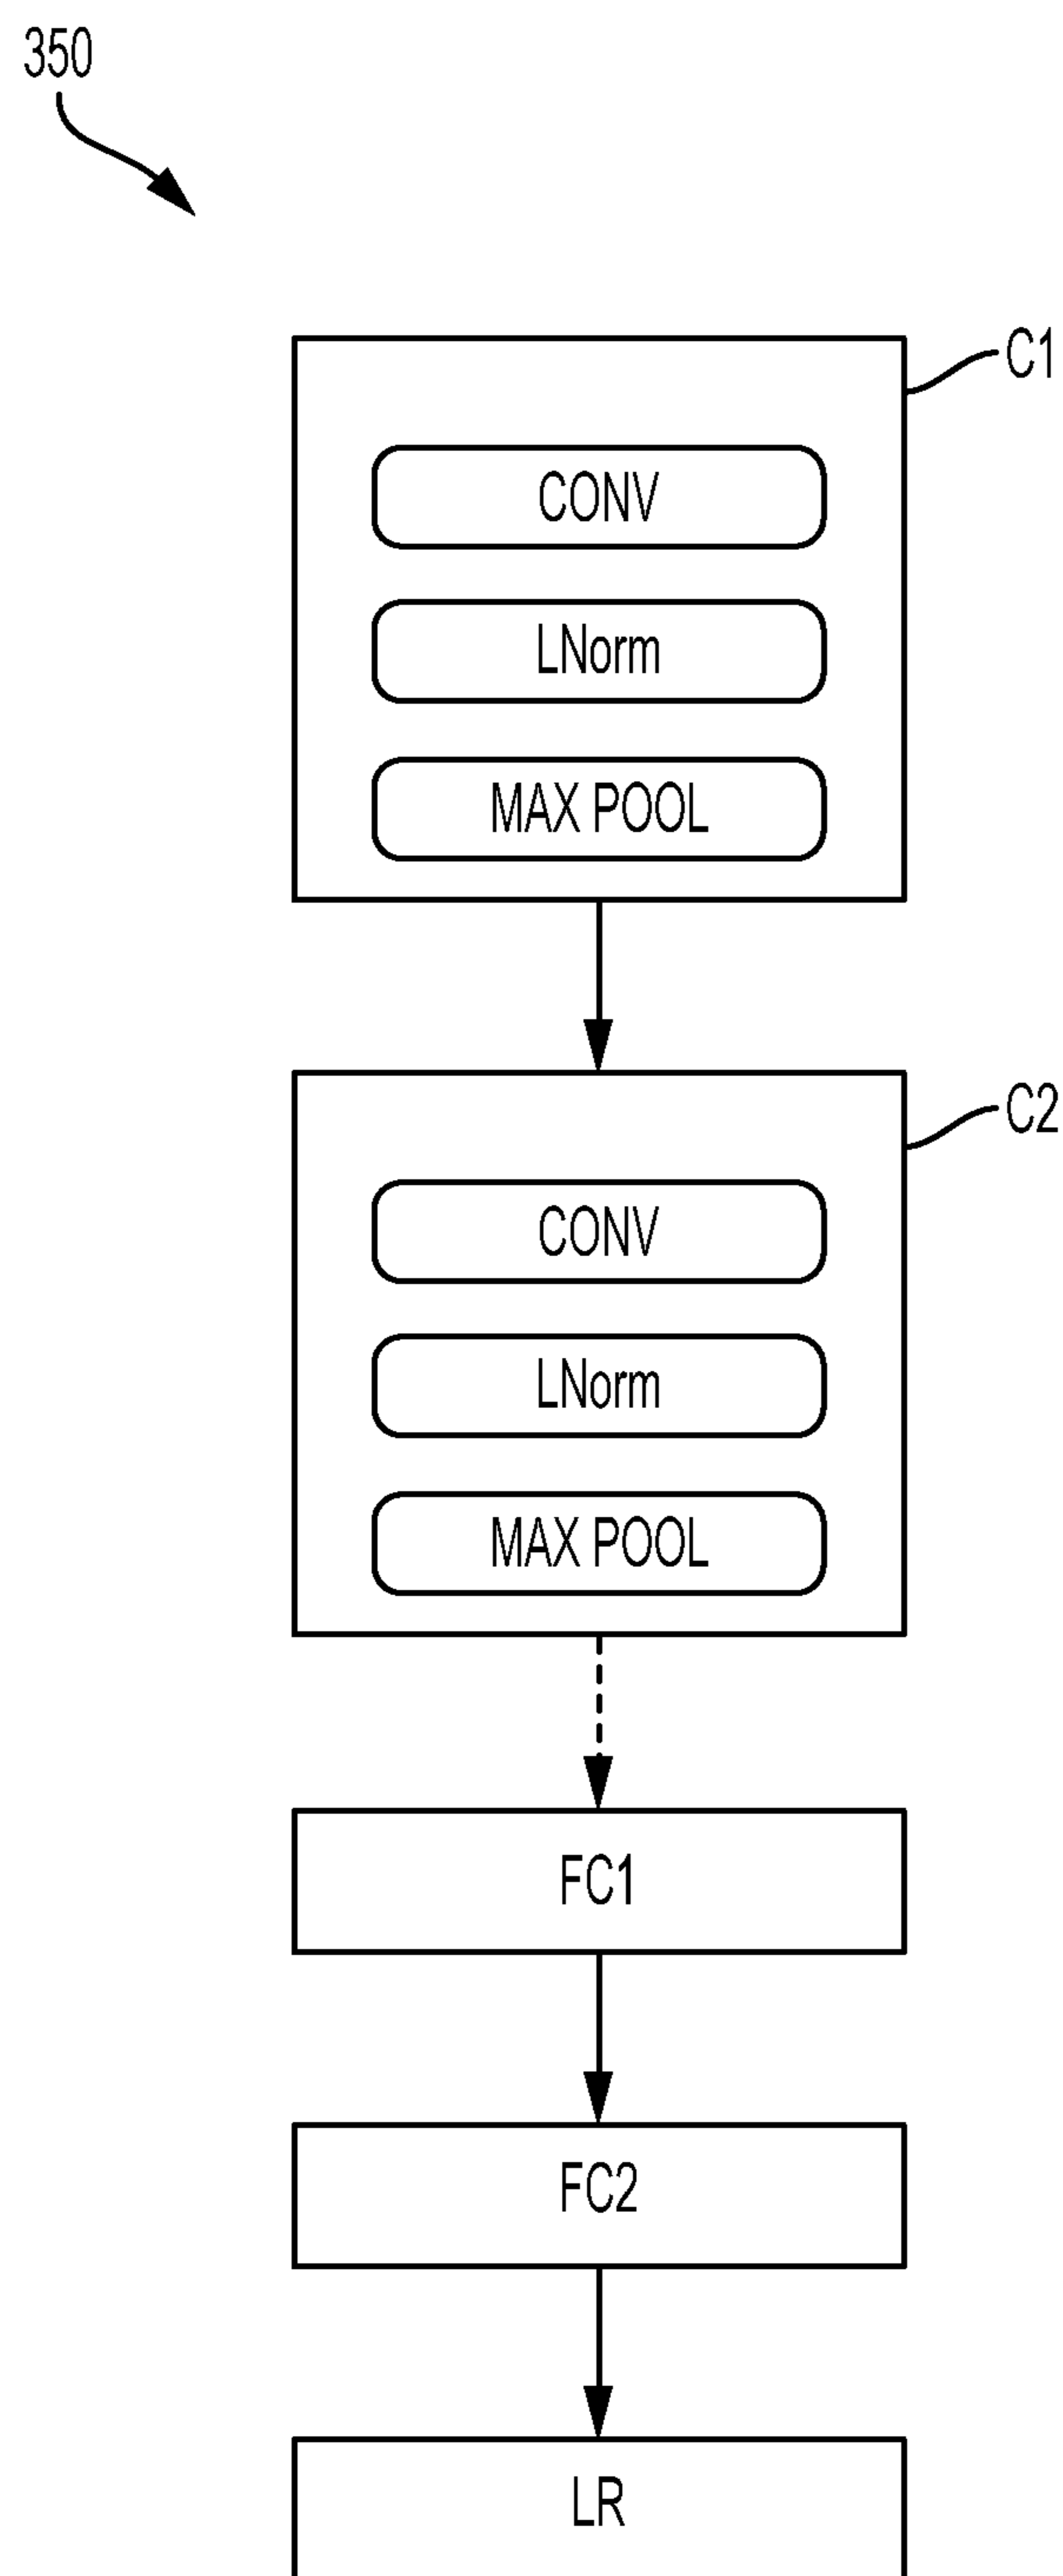 350
C1
CONV
LNorm
MAX POOL
C2
CONV
LNorm
MAX POOL
FC1
FC2
LR